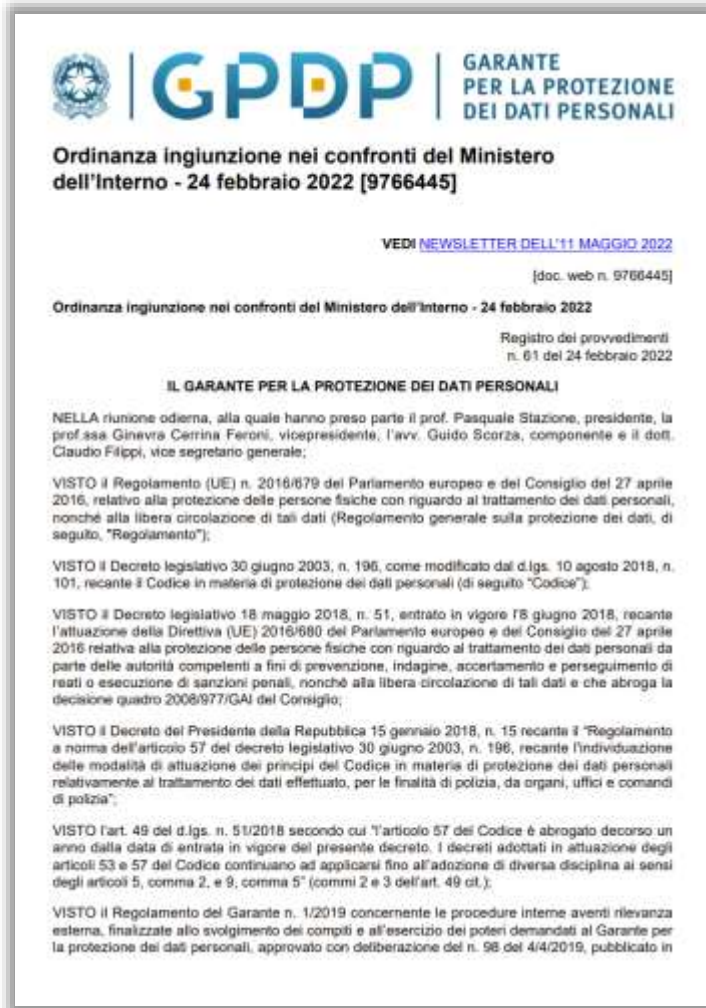 GPDP
GARANTE
PER LA PROTEZIONE
DEI DATI PERSONALI
Ordinanza ingiunzione nei confronti del Ministero
dell'Interno - 24 febbraio 2022 [9766445]
VEDI NEWSLETTER DELL'11 MAGGIO 2022
[doc. web n. 9766445]
Ordinanza ingiunzione nei confronti del Ministero dell'Interno - 24 febbraio 2022
Registro dei provvedimenti
n. 61 del 24 febbraio 2022
IL GARANTE PER LA PROTEZIONE DEI DATI PERSONALI
NELLA riunione odierna, alla quale hanno preso parte il prof. Pasquale Stazione, presidente, la
prof.ssa Ginevra Cerrina Feroni, vicepresidente, l'avv. Guido Scorza, componente e il dott.
Claudio Filippi, vice segretario generale;
VISTO il Regolamento (UE) n. 2016/679 del Parlamento europeo e del Consiglio del 27 aprile
2016, relativo alla protezione delle persone fisiche con riguardo al trattamento dei dati personali,
nonché alla libera circolazione di tali dati (Regolamento generale sulla protezione dei dati, di
seguito, "Regolamento");
VISTO il Decreto legislativo 30 giugno 2003, n. 196, come modificato dal d.lgs. 10 agosto 2018, n.
101, recante il Codice in materia di protezione dei dati personali (di seguito "Codice");
VISTO il Decreto legislativo 18 maggio 2018, n. 51, entrato in vigore l'8 giugno 2018, recante
l'attuazione della Direttiva (UE) 2016/680 del Parlamento europeo e del Consiglio del 27 aprile
2016 relativa alla protezione delle persone fisiche con riguardo al trattamento dei dati personali da
parte delle autorità competenti a fini di prevenzione, indagine, accertamento e perseguimento di
reati o esecuzione di sanzioni penali, nonché alla libera circolazione di tali dati e che abroga la
decisione quadro 2008/977/GAI del Consiglio;
VISTO il Decreto del Presidente della Repubblica 15 gennaio 2018, n. 15 recante il "Regolamento
a norma dell'articolo 57 del decreto legislativo 30 giugno 2003, n. 196, recante l'individuazione
delle modalità di attuazione dei principi del Codice in materia di protezione dei dati personali
relativamente al trattamento dei dati effettuato, per le finalità di polizia, da organi, uffici e comandi
di polizia";
VISTO l'art. 49 del d.lgs. n. 51/2018 secondo cui "l'articolo 57 del Codice è abrogato decorso un
anno dalla data di entrata in vigore del presente decreto. I decreti adottati in attuazione degli
articoli 53 e 57 del Codice continuano ad applicarsi fino all'adozione di diversa disciplina ai sensi
degli articoli 5, comma 2, e 9, comma 5" (commi 2 e 3 dell'art. 49 cit.);
VISTO il Regolamento del Garante n. 1/2019 concernente le procedure interne aventi rilevanza
esterna, finalizzate allo svolgimento dei compiti e all'esercizio dei poteri demandati al Garante per
la protezione dei dati personali, approvato con deliberazione del n. 98 del 4/4/2019, pubblicato in